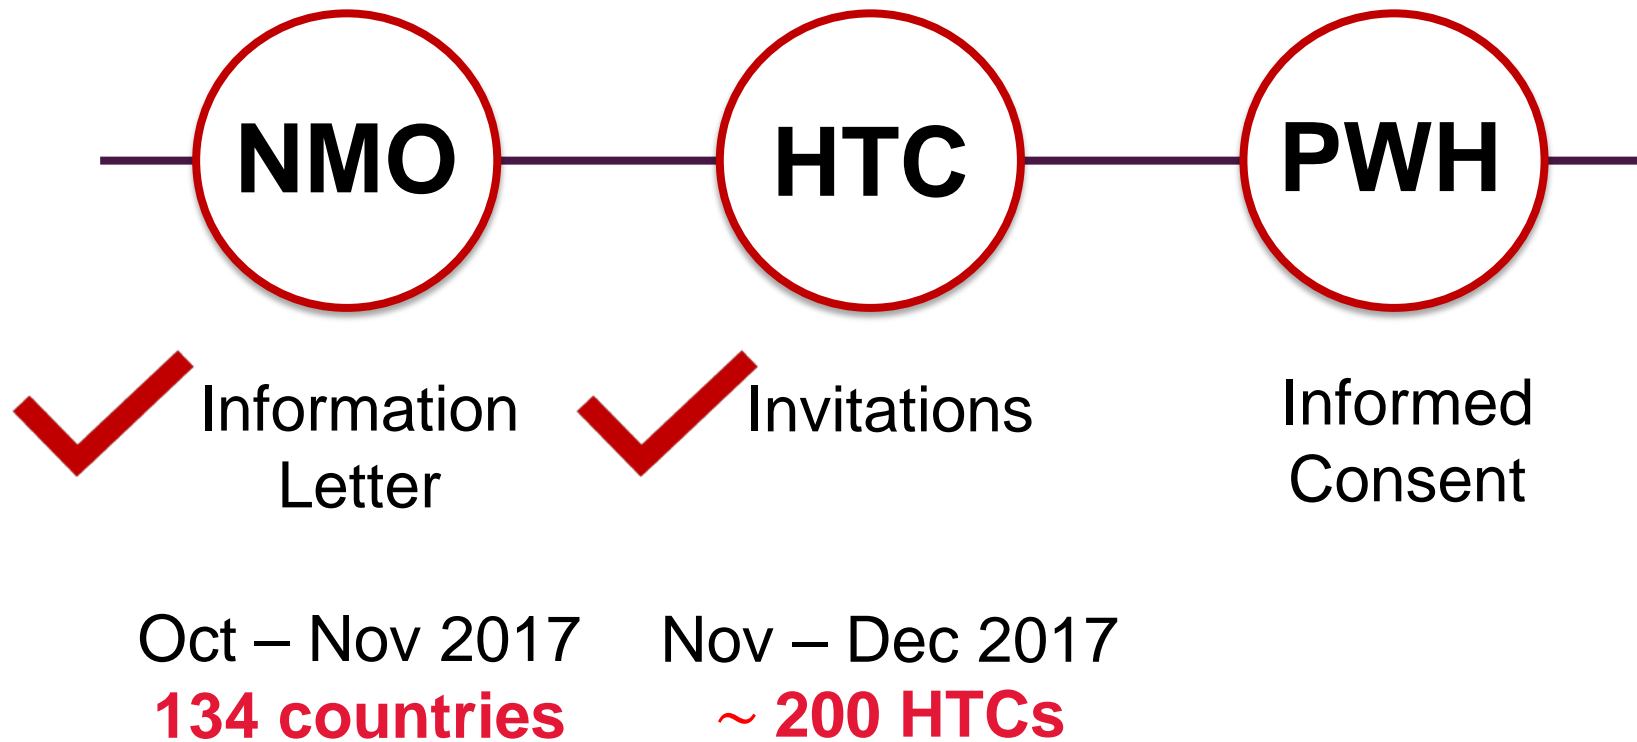 NMO
HTC
PWH
Information
Letter
Invitations
Informed
Consent
Oct – Nov 2017
134 countries
Nov – Dec 2017
~ 200 HTCs